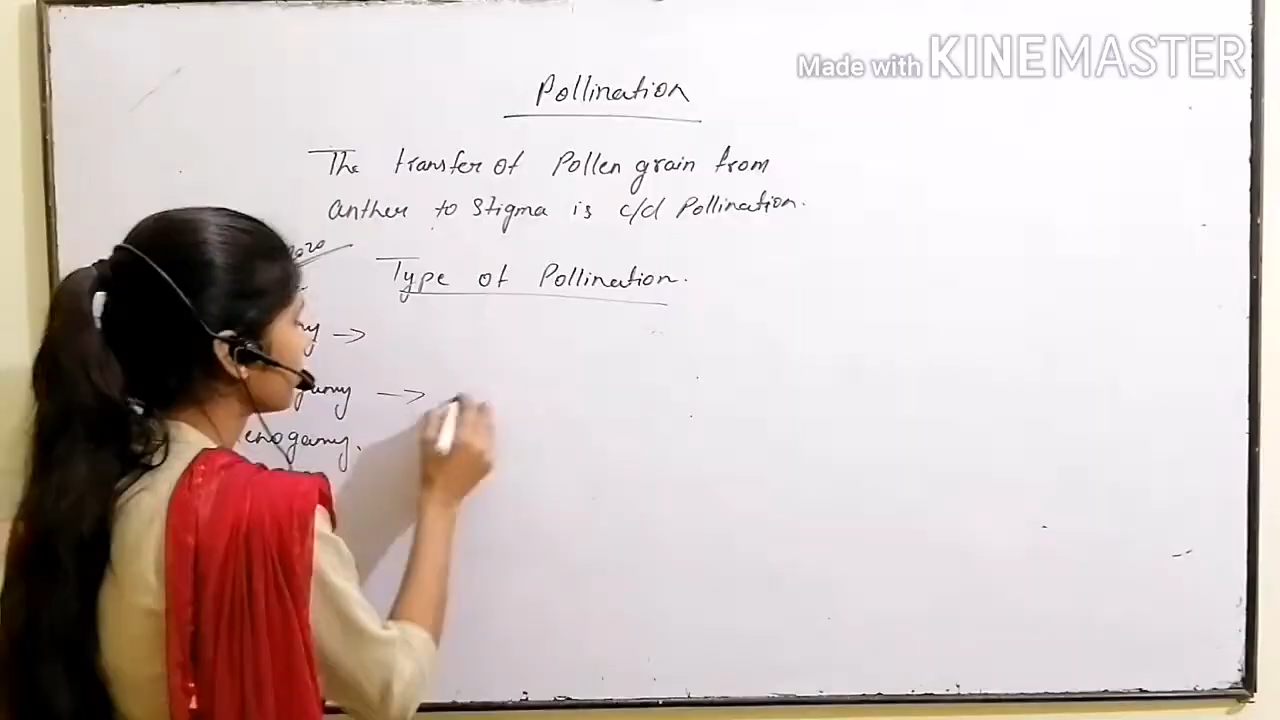 Made with KINEMASTER
Pollination
The transfer of Pollen grain from
anther to Stigma is c/d Pollination.
Type of Pollination.
→
→